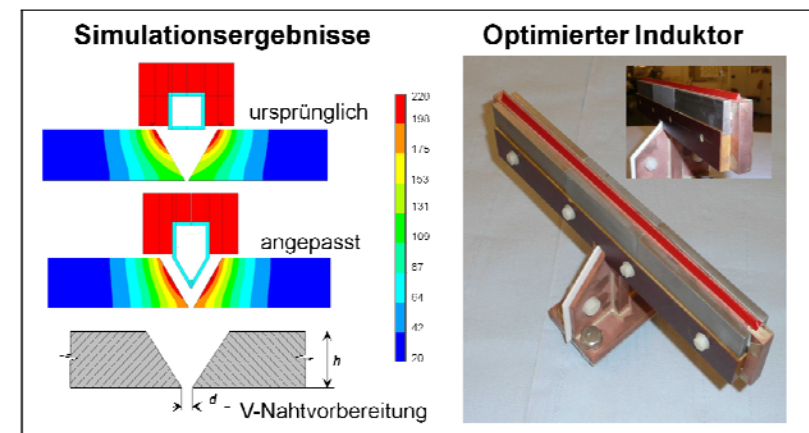 Simulationsergebnisse
Optimierter Induktor
ursprünglich
220
198
175
153
131
109
87
64
42
20
angepasst
h
d - V-Nahtvorbereitung